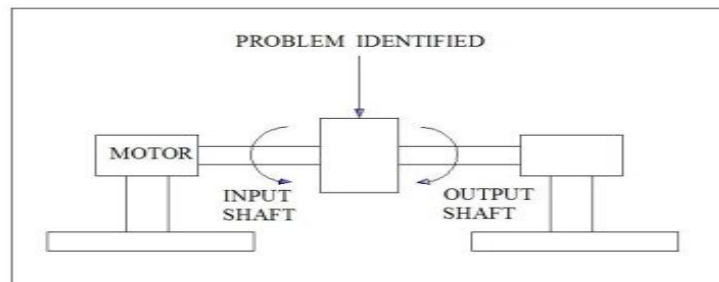 PROBLEM IDENTIFIED
MOTOR
INPUT
SHAFT
OUTPUT
SHAFT